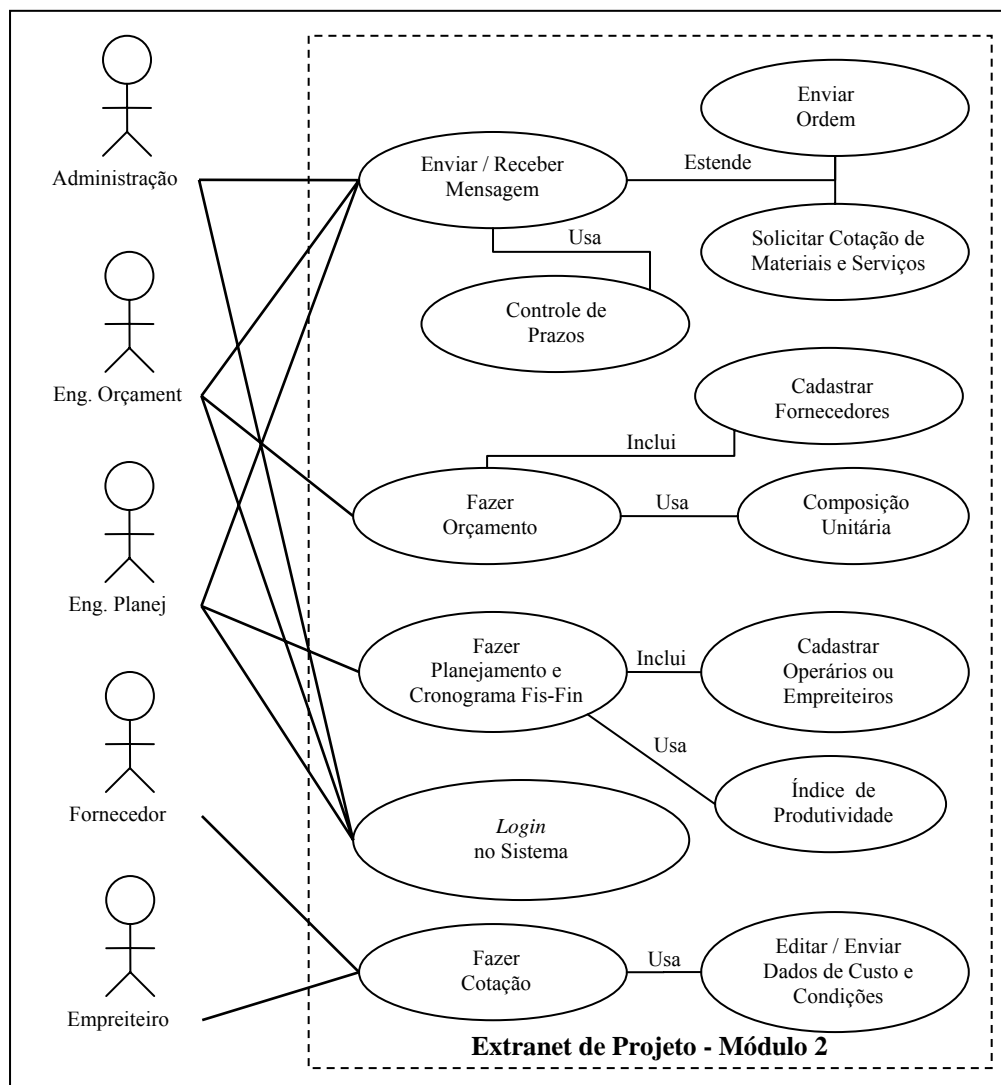 Administração
Eng. Orçament
Eng. Planej
Fornecedor
Empreiteiro
Enviar / Receber
Mensagem
Estende
Enviar
Ordem
Solicitar Cotação de
Materiais e Serviços
Usa
Controle de
Prazos
Cadastrar
Fornecedores
Inclui
Fazer
Orçamento
Usa
Composição
Unitária
Fazer
Planejamento e
Cronograma Fis-Fin
Inclui
Cadastrar
Operários ou
Empreiteiros
Usa
Índice de
Produtividade
Login
no Sistema
Fazer
Cotação
Usa
Editar / Enviar
Dados de Custo e
Condições
Extranet de Projeto - Módulo 2